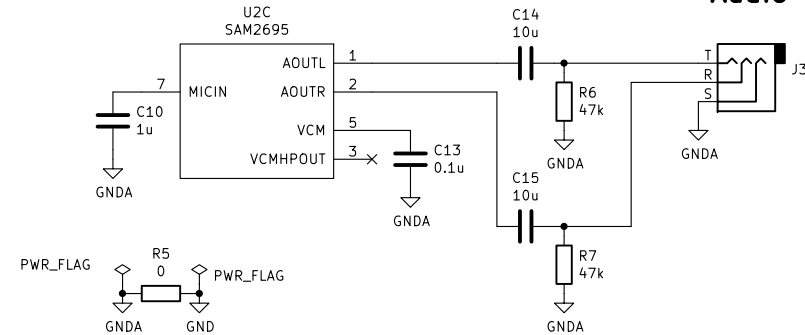 Audio
U2C
SAM2695
C14
10u
AOUTL
1
T
J3
7
MICIN
AOUTR
2
R
C10
1u
R6
47k
S
VCM
5
C13
0.1u
VCMHPOUT
3
GNDA
GNDA
GNDA
GNDA
C15
10u
R5
0
PWR_FLAG
PWR_FLAG
R7
47k
GNDA
GND
GNDA